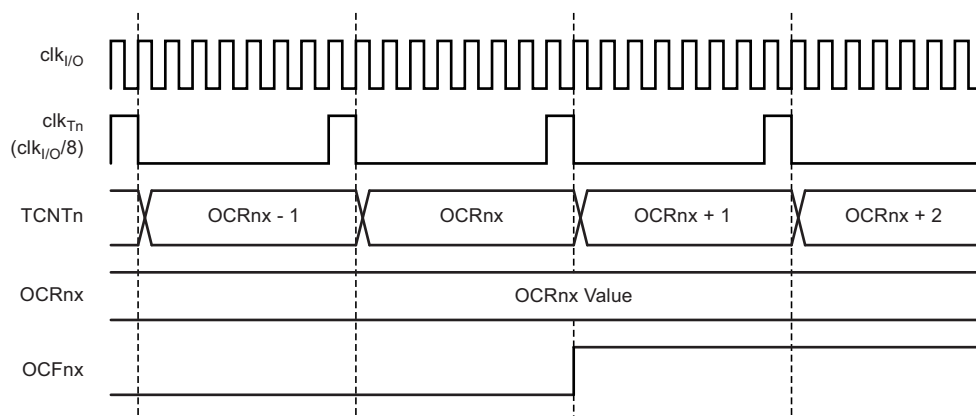 clkI/O
clkTn
(clkI/O/8)
TCNTn OCRnx - 1 OCRnx OCRnx + 1 OCRnx + 2
OCRnx OCRnx Value
OCFnx